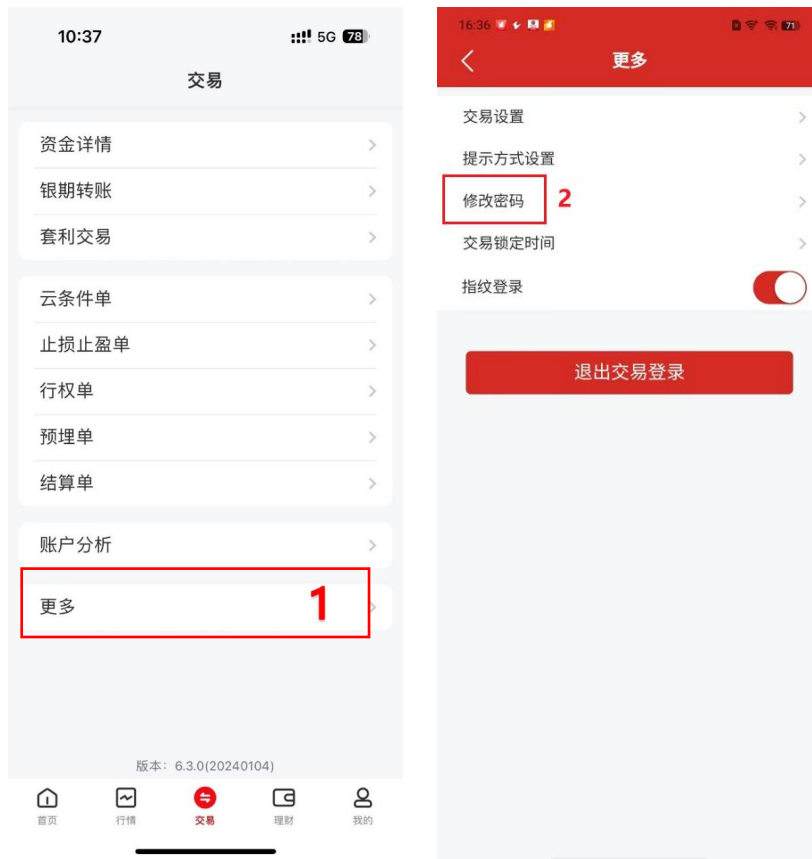 10:37
5G 78
交易
资金详情
银期转账
套利交易
云条件单
止损止盈单
行权单
预埋单
结算单
账户分析
更多
1
版本：6.3.0(20240104)
首页
行情
交易
理财
我的
16:36
71
更多
交易设置
提示方式设置
修改密码
2
交易锁定时间
指纹登录
退出交易登录